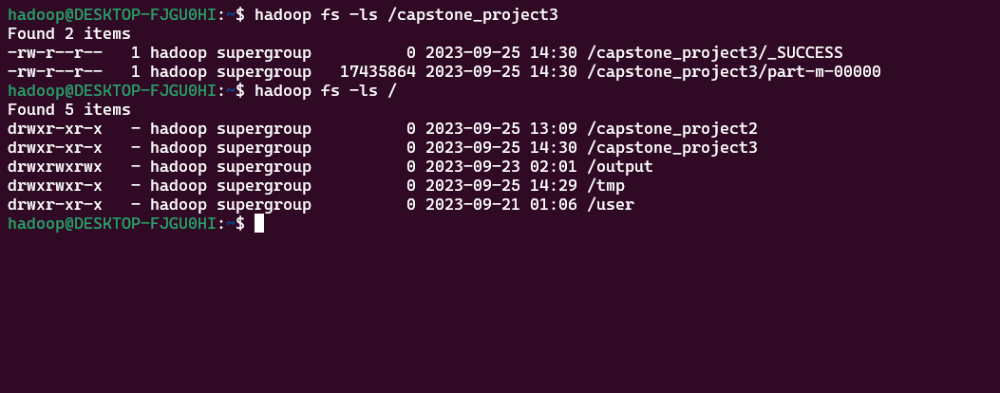 hadoop@DESKTOP-FJGU0HI:~$ hadoop fs -ls /capstone_project3
Found 2 items
-rw-r--r--   1 hadoop supergroup          0 2023-09-25 14:30 /capstone_project3/_SUCCESS
-rw-r--r--   1 hadoop supergroup   17435864 2023-09-25 14:30 /capstone_project3/part-m-00000
hadoop@DESKTOP-FJGU0HI:~$ hadoop fs -ls /
Found 5 items
drwxr-xr-x   - hadoop supergroup          0 2023-09-25 13:09 /capstone_project2
drwxr-xr-x   - hadoop supergroup          0 2023-09-25 14:30 /capstone_project3
drwxrwxrwx   - hadoop supergroup          0 2023-09-23 02:01 /output
drwxrwxr-x   - hadoop supergroup          0 2023-09-25 14:29 /tmp
drwxr-xr-x   - hadoop supergroup          0 2023-09-21 01:06 /user
hadoop@DESKTOP-FJGU0HI:~$